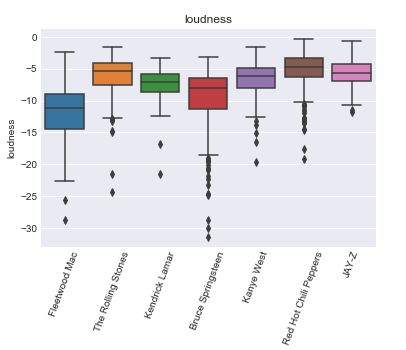 loudness
0
−5
−10
−15
−20
−25
−30
loudness
Fleetwood Mac
The Rolling Stones
Kendrick Lamar
Bruce Springsteen
Kanye West
Red Hot Chili Peppers
JAY-Z